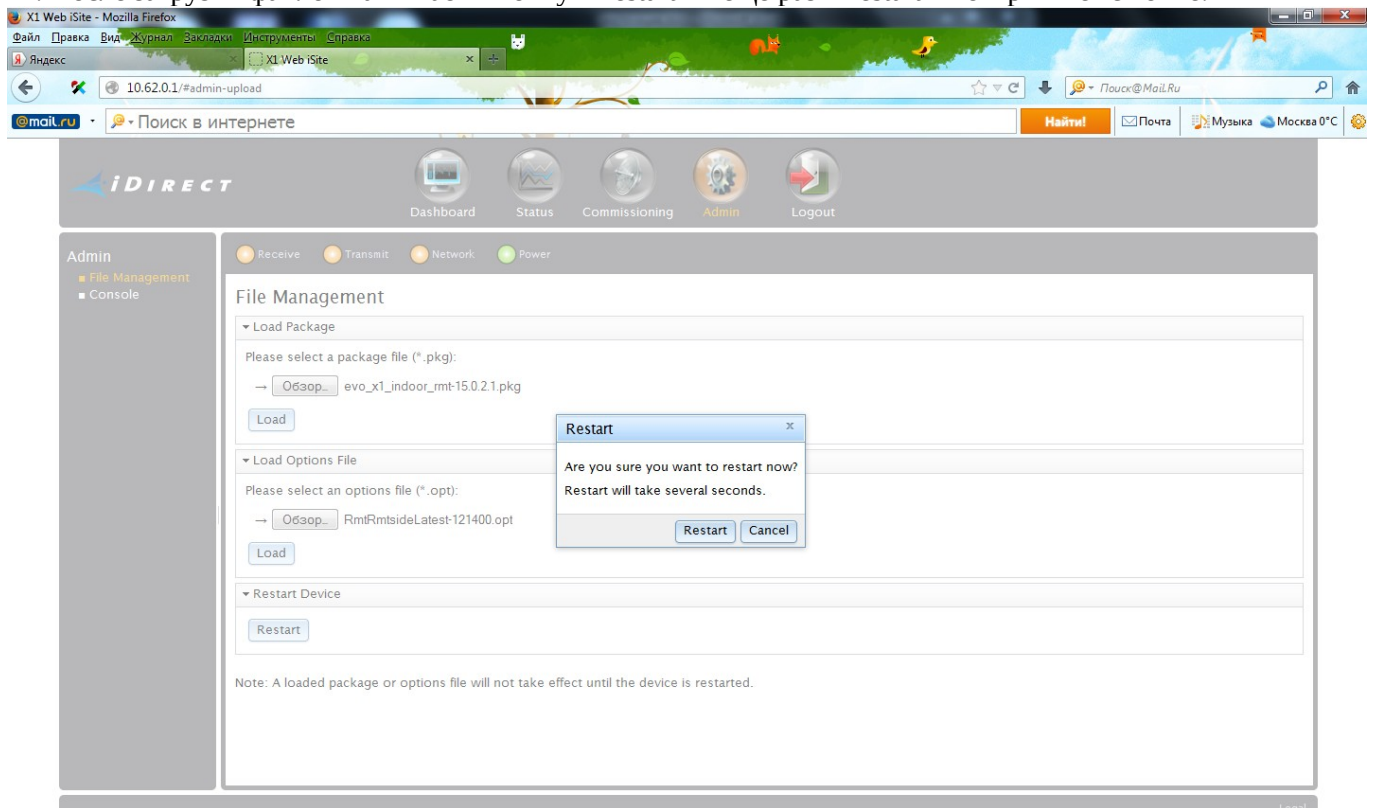 X1 Web iSite - Mozilla Firefox
Файл Правка Вид Журнал Закладки Инструменты Справка
Яндекс
X1 Web iSite
10.62.0.1/#admin-upload
Поиск@Mail.Ru
@mail.ru
Поиск в интернете
Найти!
Почта
Музыка
Москва 0°C
iDIRECT
Dashboard Status Commissioning Admin Logout
Admin
File Management
Console
Receive Transmit Network Power
File Management
Load Package
Please select a package file (*.pkg):
→ Обзор... evo_x1_indoor_rmt-15.0.2.1.pkg
Load
Load Options File
Please select an options file (*.opt):
→ Обзор... RmtRmtsideLatest-121400.opt
Load
Restart Device
Restart
Note: A loaded package or options file will not take effect until the device is restarted.
Restart x
Are you sure you want to restart now?
Restart will take several seconds.
Restart Cancel
Legal